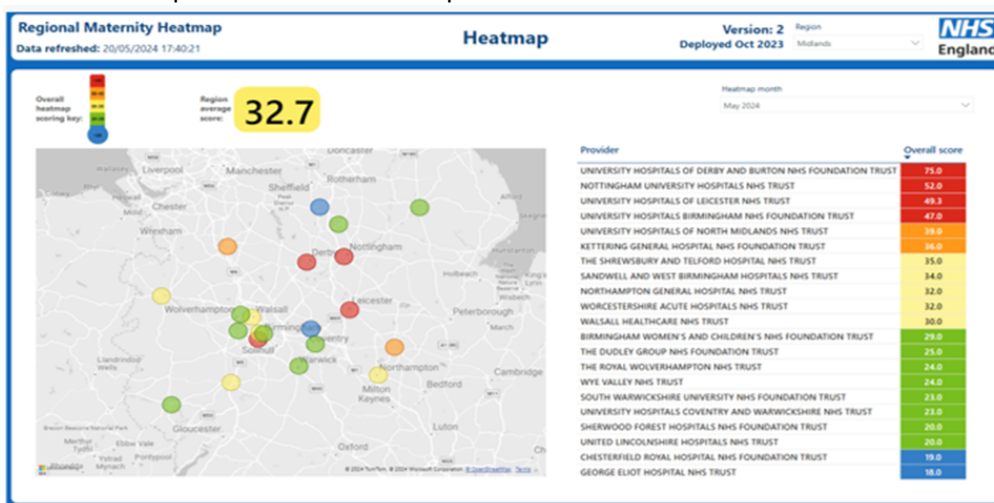 Regional Maternity Heatmap
Data refreshed: 20/05/2024 17:40:21
Heatmap
Version: 2
Deployed Oct 2023
Region
Midlands
NHS
England
Overall
heatmap
scoring key:
Region
average
score:
32.7
Heatmap month
May 2024
Provider Overall score
UNIVERSITY HOSPITALS OF DERBY AND BURTON NHS FOUNDATION TRUST 75.0
NOTTINGHAM UNIVERSITY HOSPITALS NHS TRUST 52.0
UNIVERSITY HOSPITALS OF LEICESTER NHS TRUST 49.3
UNIVERSITY HOSPITALS BIRMINGHAM NHS FOUNDATION TRUST 47.0
UNIVERSITY HOSPITALS OF NORTH MIDLANDS NHS TRUST 39.0
KETTERING GENERAL HOSPITAL NHS FOUNDATION TRUST 36.0
THE SHREWSBURY AND TELFORD HOSPITAL NHS TRUST 35.0
SANDWELL AND WEST BIRMINGHAM HOSPITALS NHS TRUST 34.0
NORTHAMPTON GENERAL HOSPITAL NHS TRUST 32.0
WORCESTERSHIRE ACUTE HOSPITALS NHS TRUST 32.0
WALSALL HEALTHCARE NHS TRUST 30.0
BIRMINGHAM WOMEN'S AND CHILDREN'S NHS FOUNDATION TRUST 29.0
THE DUDLEY GROUP NHS FOUNDATION TRUST 25.0
THE ROYAL WOLVERHAMPTON NHS TRUST 24.0
WYE VALLEY NHS TRUST 24.0
SOUTH WARWICKSHIRE UNIVERSITY NHS FOUNDATION TRUST 23.0
UNIVERSITY HOSPITALS COVENTRY AND WARWICKSHIRE NHS TRUST 23.0
SHERWOOD FOREST HOSPITALS NHS FOUNDATION TRUST 20.0
UNITED LINCOLNSHIRE HOSPITALS NHS TRUST 20.0
CHESTERFIELD ROYAL HOSPITAL NHS FOUNDATION TRUST 19.0
GEORGE ELIOT HOSPITAL NHS TRUST 18.0
Doncaster
Liverpool
Manchester
Rotherham
Sheffield
Chester
Wrexham
Derby
Nottingham
Holbeach
Leicester
Wolverhampton
Walsall
Peterborough
March
Solihull
Warwick
Llandrindod
Wells
Northampton
Cambridge
Milton
Keynes
Bedford
Gloucester
Luton
Oxford
Merthyr
Ebbw Vale
Ystrad
Mynach
Pontypool
© 2024 TomTom, © 2024 Microsoft Corporation, © OpenStreetMap Terms